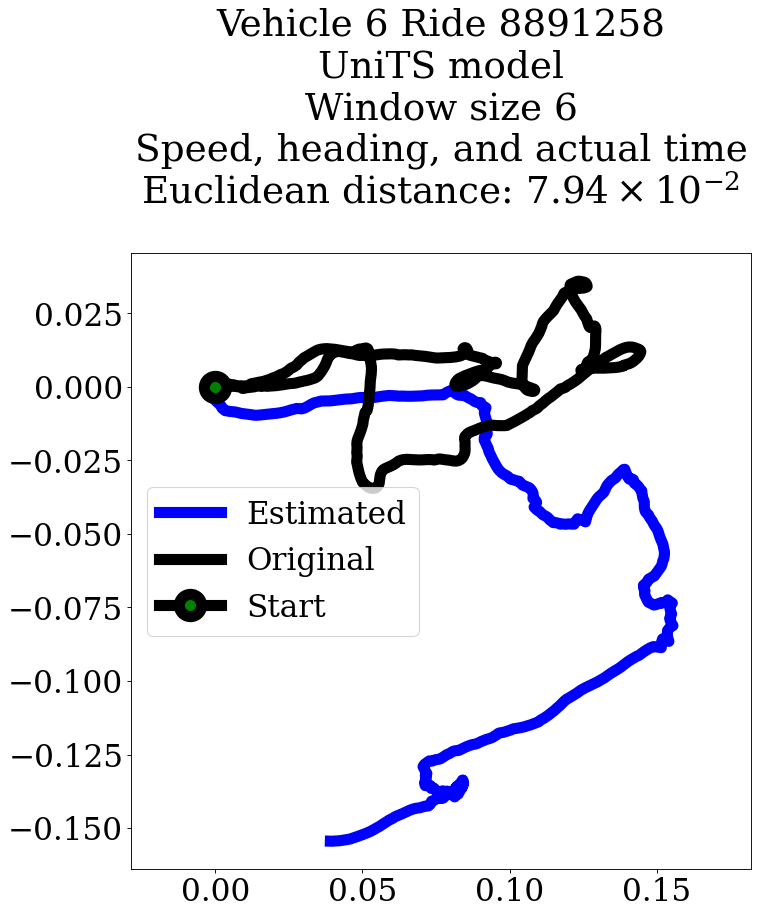 Vehicle 6 Ride 8891258
UniTS model
Window size 6
Speed, heading, and actual time
Euclidean distance: 7.94 × 10⁻²
0.025
0.000
−0.025
−0.050
−0.075
−0.100
−0.125
−0.150
Estimated
Original
Start
0.00 0.05 0.10 0.15